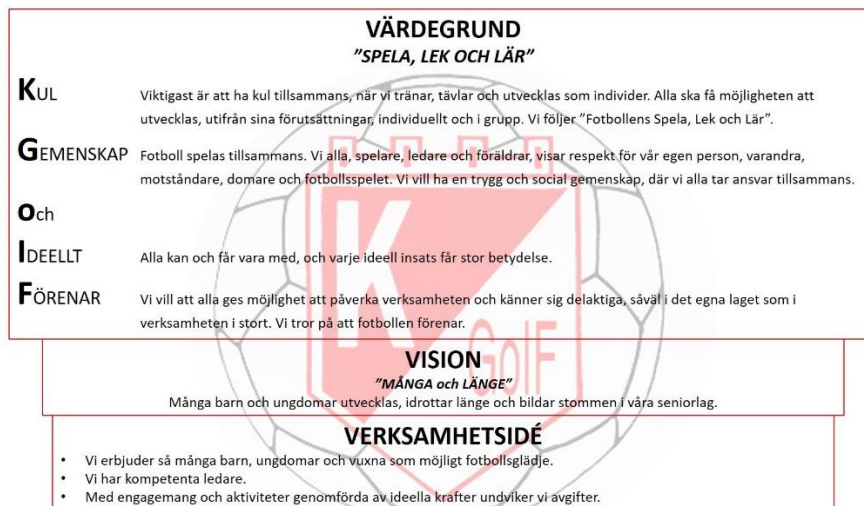 VÄRDEGRUND
"SPELA, LEK OCH LÄR"
KUL Viktigast är att ha kul tillsammans, när vi tränar, tävlar och utvecklas som individer. Alla ska få möjligheten att
utvecklas, utifrån sina förutsättningar, individuellt och i grupp. Vi följer "Fotbollens Spela, Lek och Lär".
GEMENSKAP Fotboll spelas tillsammans. Vi alla, spelare, ledare och föräldrar, visar respekt för vår egen person, varandra,
motståndare, domare och fotbollsspelet. Vi vill ha en trygg och social gemenskap, där vi alla tar ansvar tillsammans.
och
IDEELLT Alla kan och får vara med, och varje ideell insats får stor betydelse.
FÖRENAR Vi vill att alla ges möjlighet att påverka verksamheten och känner sig delaktiga, såväl i det egna laget som i
verksamheten i stort. Vi tror på att fotbollen förenar.
K
GoIF
VISION
"MÅNGA och LÄNGE"
Många barn och ungdomar utvecklas, idrottar länge och bildar stommen i våra seniorlag.
VERKSAMHETSIDÉ
• Vi erbjuder så många barn, ungdomar och vuxna som möjligt fotbollsglädje.
• Vi har kompetenta ledare.
• Med engagemang och aktiviteter genomförda av ideella krafter undviker vi avgifter.